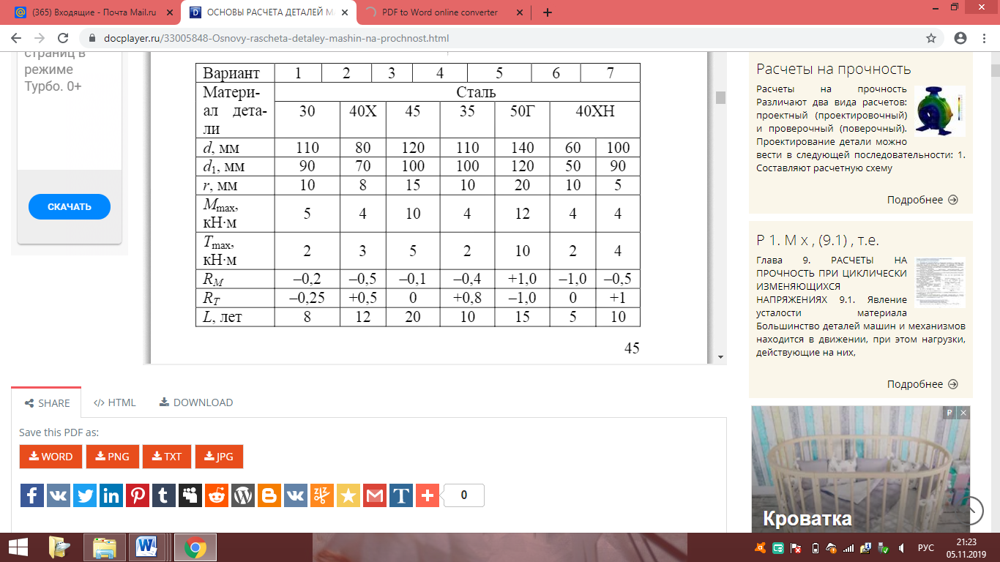 (365) Входящие - Почта Mail.ru
ОСНОВЫ РАСЧЕТА ДЕТАЛЕЙ МА
PDF to Word online converter
docplayer.ru/33005848-Osnovy-rascheta-detaley-mashin-na-prochnost.html
страниц в
режиме
Турбо. 0+
СКАЧАТЬ
Вариант 1 2 3 4 5 6 7
Матери-
ал дета-
ли
Сталь
30 40Х 45 35 50Г 40ХН
d, мм 110 80 120 110 140 60 100
d1, мм 90 70 100 100 120 50 90
r, мм 10 8 15 10 20 10 5
Mmax,
кН·м 5 4 10 4 12 4 4
Tmax,
кН·м 2 3 5 2 10 2 4
RM –0,2 –0,5 –0,1 –0,4 +1,0 –1,0 –0,5
RT –0,25 +0,5 0 +0,8 –1,0 0 +1
L, лет 8 12 20 10 15 5 10
45
SHARE
HTML
DOWNLOAD
Save this PDF as:
WORD
PNG
TXT
JPG
0
Расчеты на прочность
Расчеты на прочность
Различают два вида расчетов:
проектный (проектировочный)
и проверочный (поверочный).
Проектирование детали можно
вести в следующей последовательности: 1.
Составляют расчетную схему
Подробнее
Р 1. М х , (9.1) , т.е.
Глава 9. РАСЧЕТЫ НА
ПРОЧНОСТЬ ПРИ ЦИКЛИЧЕСКИ
ИЗМЕНЯЮЩИХСЯ
НАПРЯЖЕНИЯХ 9.1. Явление
усталости материала
Большинство деталей машин и механизмов
находится в движении, при этом нагрузки,
действующие на них,
Подробнее
Кроватка
РУС
21:23
05.11.2019